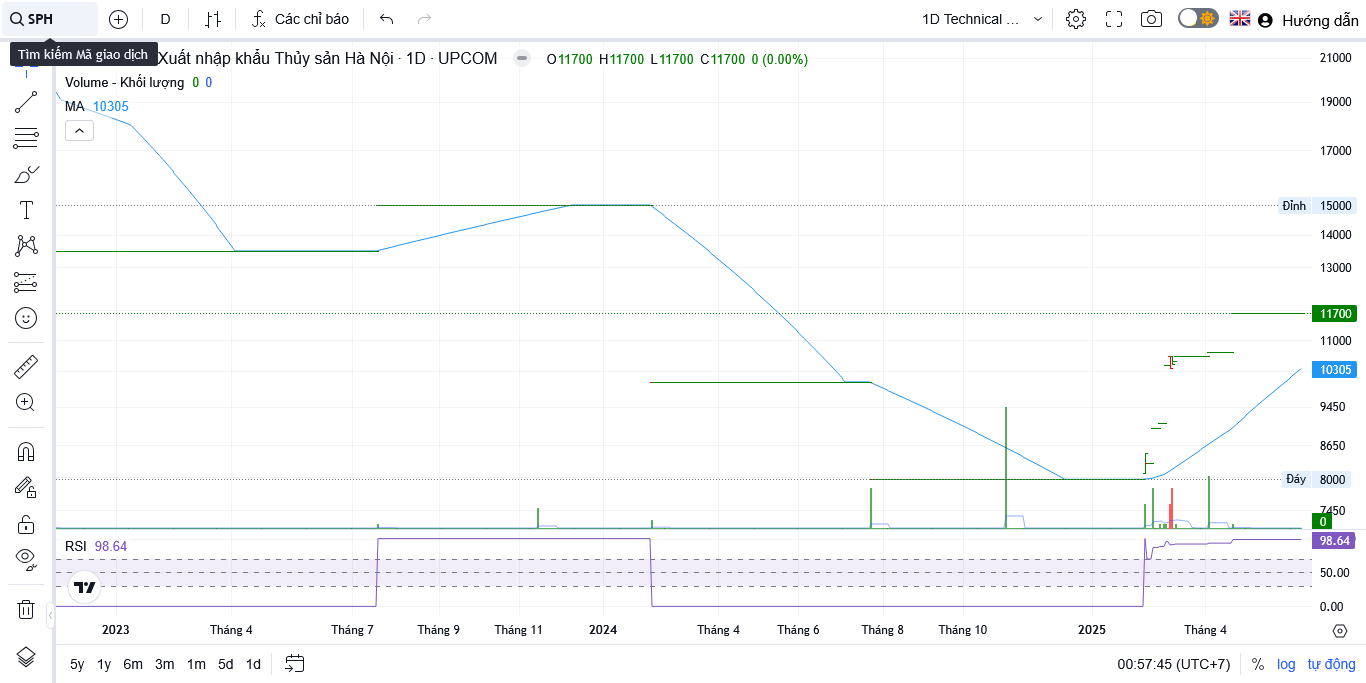 SPH
D
Các chỉ báo
1D Technical ...
Hướng dẫn
Tìm kiếm Mã giao dịch
Xuất nhập khẩu Thủy sản Hà Nội · 1D · UPCOM
O11700 H11700 L11700 C11700 0 (0.00%)
Volume - Khối lượng 0 0
MA 10305
21000
19000
17000
Đỉnh 15000
14000
13000
11700
11000
10305
9450
8650
Đáy 8000
7450
0
RSI 98.64
98.64
50.00
0.00
2023 Tháng 4 Tháng 7 Tháng 9 Tháng 11 2024 Tháng 4 Tháng 6 Tháng 8 Tháng 10 2025 Tháng 4
5y 1y 6m 3m 1m 5d 1d
00:57:45 (UTC+7) % log tự động